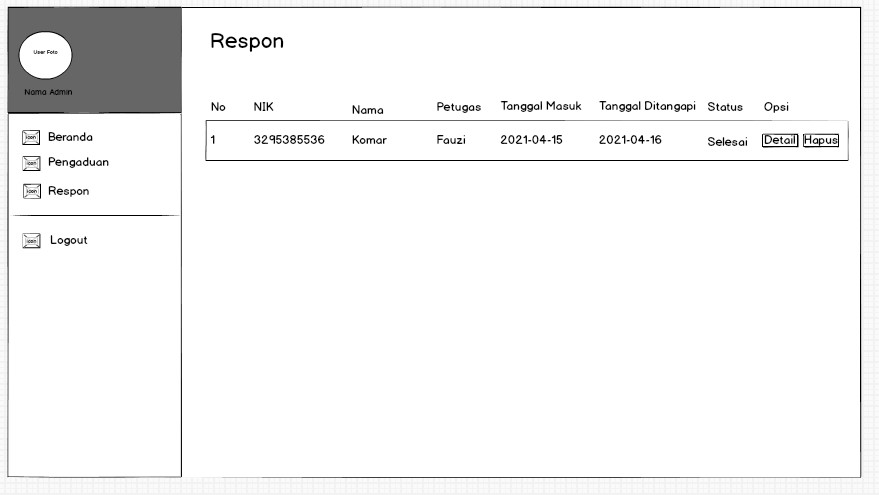 User Foto
Nama Admin
Beranda
Pengaduan
Respon
Logout
Respon
No NIK Nama Petugas Tanggal Masuk Tanggal Ditangapi Status Opsi
1 3295385536 Komar Fauzi 2021-04-15 2021-04-16 Selesai Detail Hapus
icon
icon
icon
icon